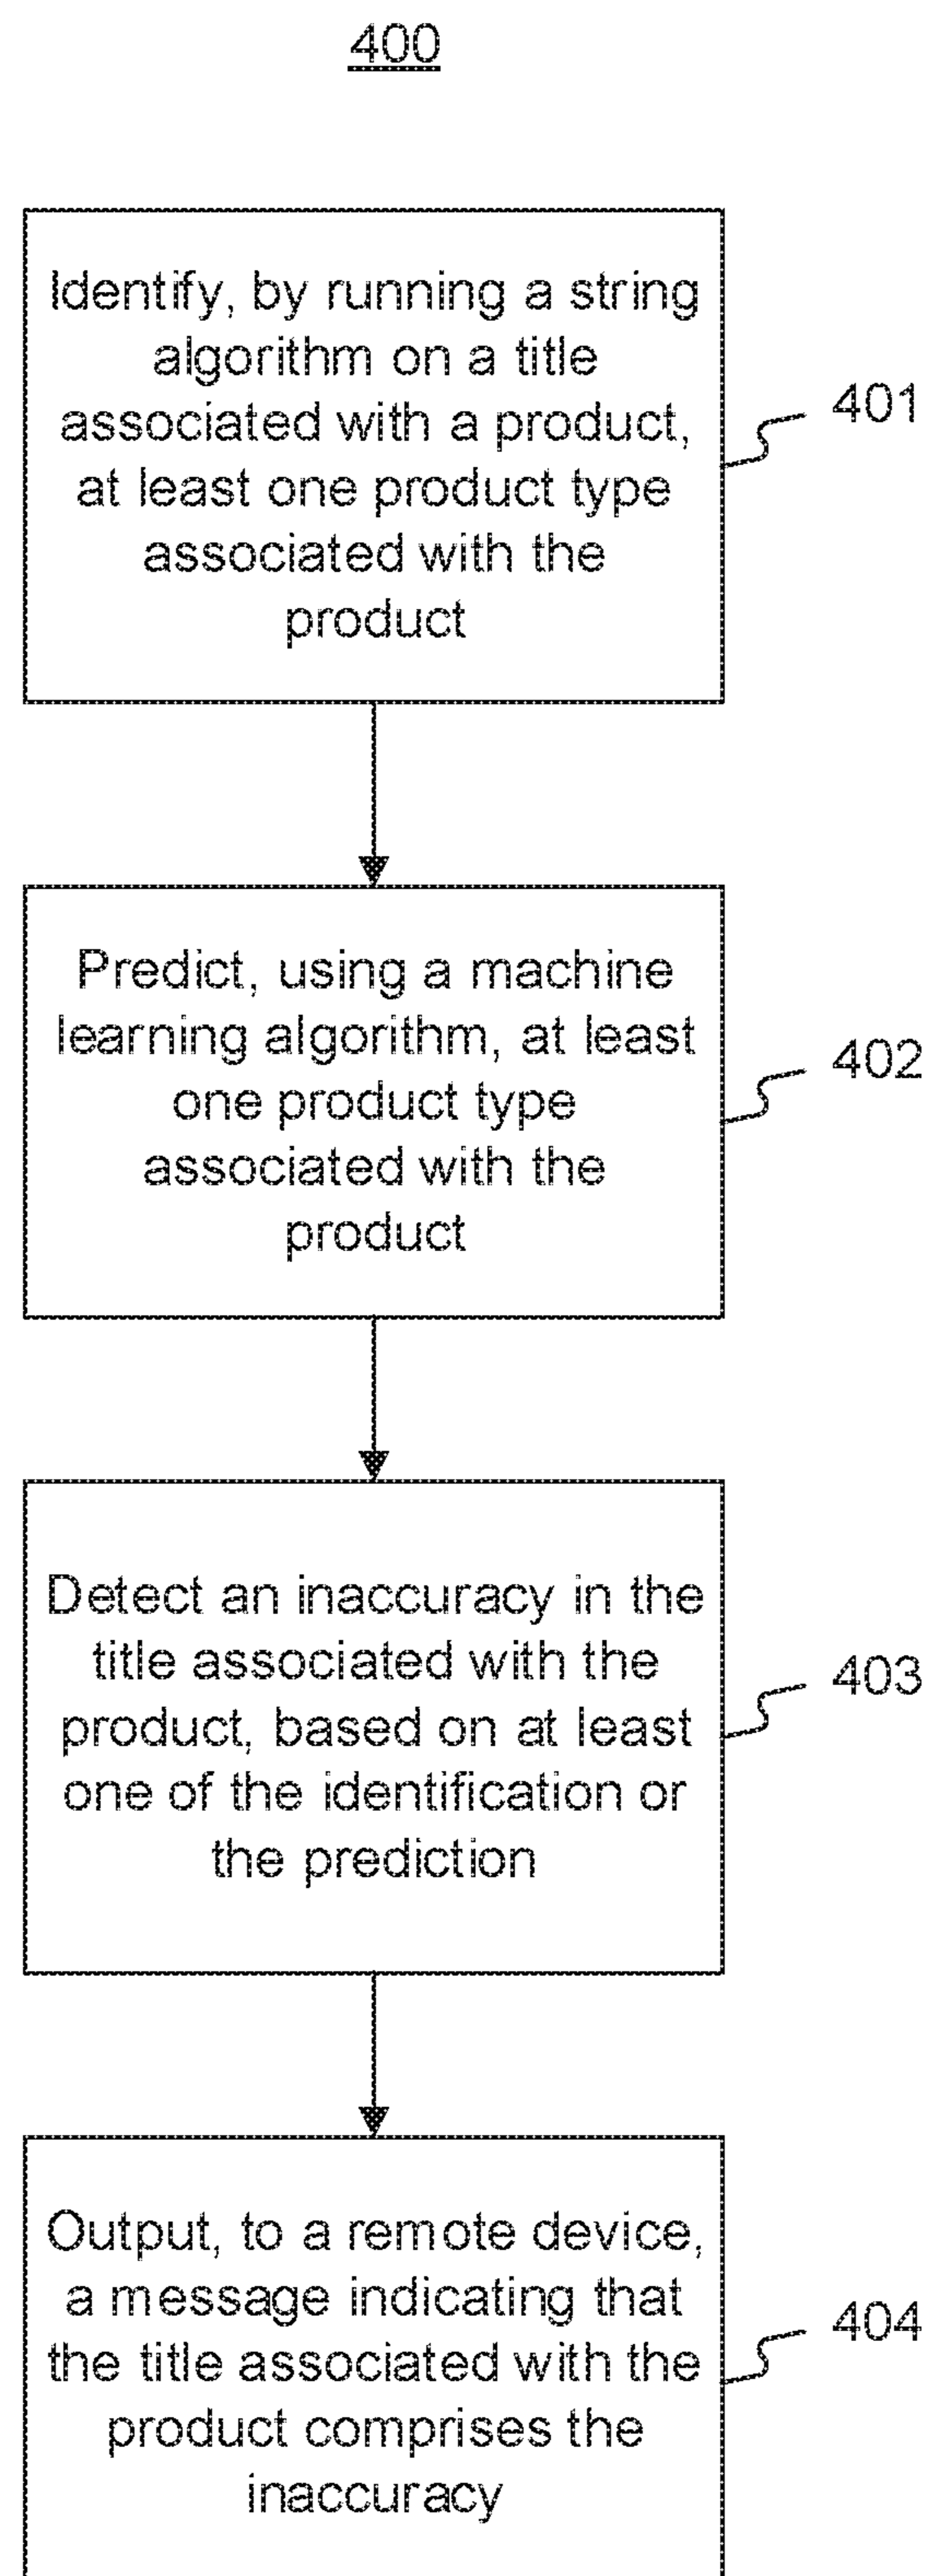 400
Identify, by running a string
algorithm on a title
associated with a product,
at least one product type
associated with the
product
401
Predict, using a machine
learning algorithm, at least
one product type
associated with the
product
402
Detect an inaccuracy in the
title associated with the
product, based on at least
one of the identification or
the prediction
403
Output, to a remote device,
a message indicating that
the title associated with the
product comprises the
inaccuracy
404